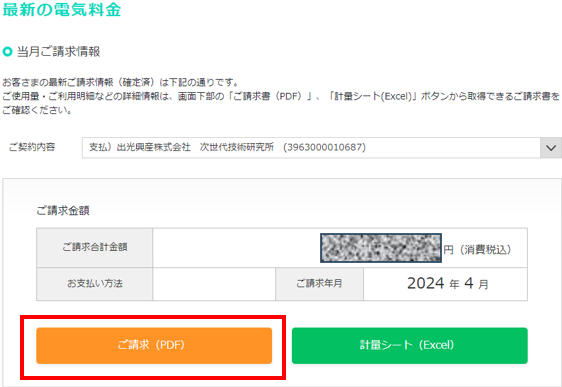 最新の電気料金
当月ご請求情報
お客さまの最新ご請求情報（確定済）は下記の通りです。
ご使用量・ご利用明細などの詳細情報は、画面下部の「ご請求書（PDF）」、「計量シート(Excel)」ボタンから取得できるご請求書をご確認ください。
ご契約内容 支払）出光興産株式会社 次世代技術研究所 (3963000010687)
ご請求金額
ご請求合計金額 円（消費税込）
お支払い方法 ご請求年月 2024 年 4 月
ご請求（PDF） 計量シート（Excel）